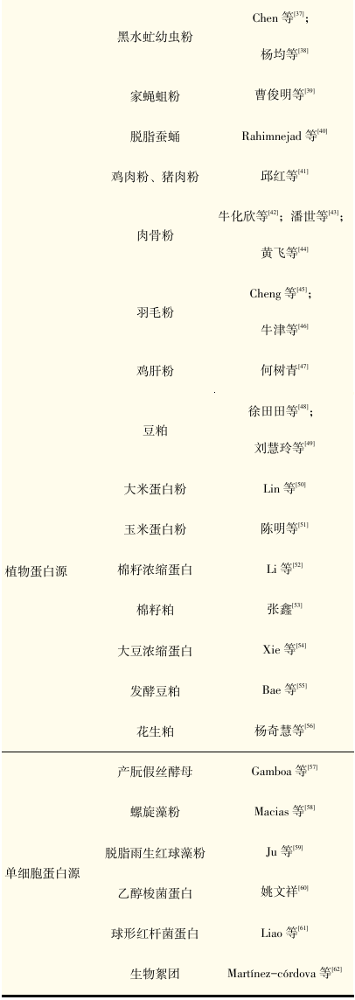 Chen 等[37]；
黑水虻幼虫粉
杨均等[38]
家蝇蛆粉 曹俊明等[39]
脱脂蚕蛹 Rahimnejad 等[40]
鸡肉粉、猪肉粉 邱红等[41]
牛化欣等[42]；潘世等[43]；
肉骨粉
黄飞等[44]
Cheng 等[45]；
羽毛粉
牛津等[46]
鸡肝粉 何树青[47]
徐田田等[48]；
豆粕
刘慧玲等[49]
大米蛋白粉 Lin 等[50]
玉米蛋白粉 陈明等[51]
植物蛋白源 棉籽浓缩蛋白 Li 等[52]
棉籽粕 张鑫[53]
大豆浓缩蛋白 Xie 等[54]
发酵豆粕 Bae 等[55]
花生粕 杨奇慧等[56]
产朊假丝酵母 Gamboa 等[57]
螺旋藻粉 Macias 等[58]
脱脂雨生红球藻粉 Ju 等[59]
单细胞蛋白源
乙醇梭菌蛋白 姚文祥[60]
球形红杆菌蛋白 Liao 等[61]
生物絮团 Martínez-córdova 等[62]